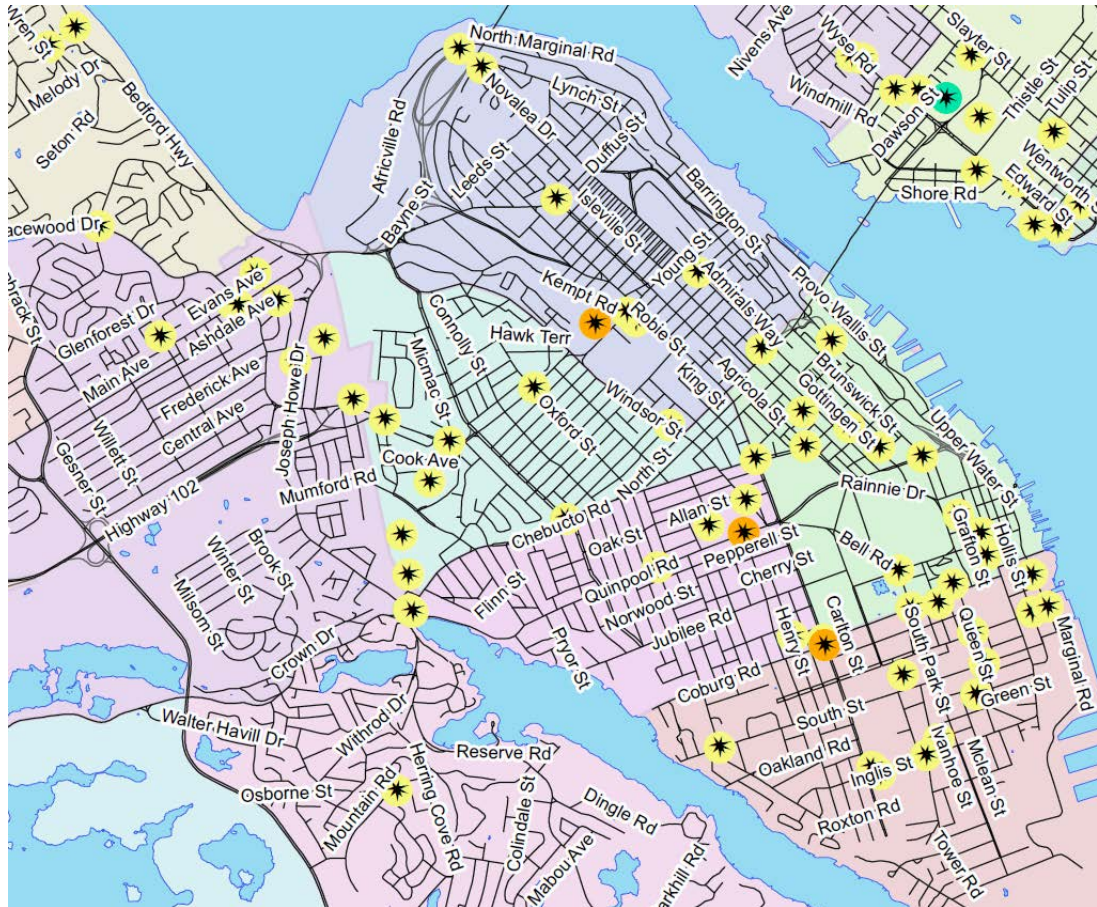 Wren St
Melody Dr
Seton Rd
Bedford Hwy
North Marginal Rd
Novalea Dr
Lynch St
Duffus St
Africville Rd
Leeds St
Bayne St
Isleville St
Barrington St
Young St
Admirals Way
Kempt Rd
Robie St
Hawk Terr
Connolly St
Micmac St
Windsor St
King St
Agricola St
Oxford St
Cook Ave
North St
Chebucto Rd
Provo Wallis St
Brunswick St
Gottingen St
Upper Water St
Rainnie Dr
Nivens Ave
Wyse Rd
Windmill Rd
Slayter St
Thistle St
Tulip St
Dawson St
Shore Rd
Wentworth S
Edward St
acewood Dr
brack St
Glenforest Dr
Evans Ave
Ashdale Ave
Main Ave
Frederick Ave
Central Ave
Joseph Howe Dr
Willett St
Gesner St
Highway 102
Mumford Rd
Winter St
Brook St
Milsom St
Crown Dr
Flinn St
Pryor St
Oak St
Allan St
Quinpool Rd
Pepperell St
Norwood St
Cherry St
Jubilee Rd
Bell Rd
Grafton St
Hollis St
Henry St
Carlton St
Coburg Rd
South Park St
Queen St
Marginal Rd
Green St
South St
Oakland Rd
Inglis St
Ivanhoe St
Mclean St
Roxton Rd
Tower Rd
Walter Havill Dr
Withrod Dr
Herring Cove Rd
Reserve Rd
Osborne St
Mountain Rd
Colindale St
Dingle Rd
Mabou Ave
arkhill Rd